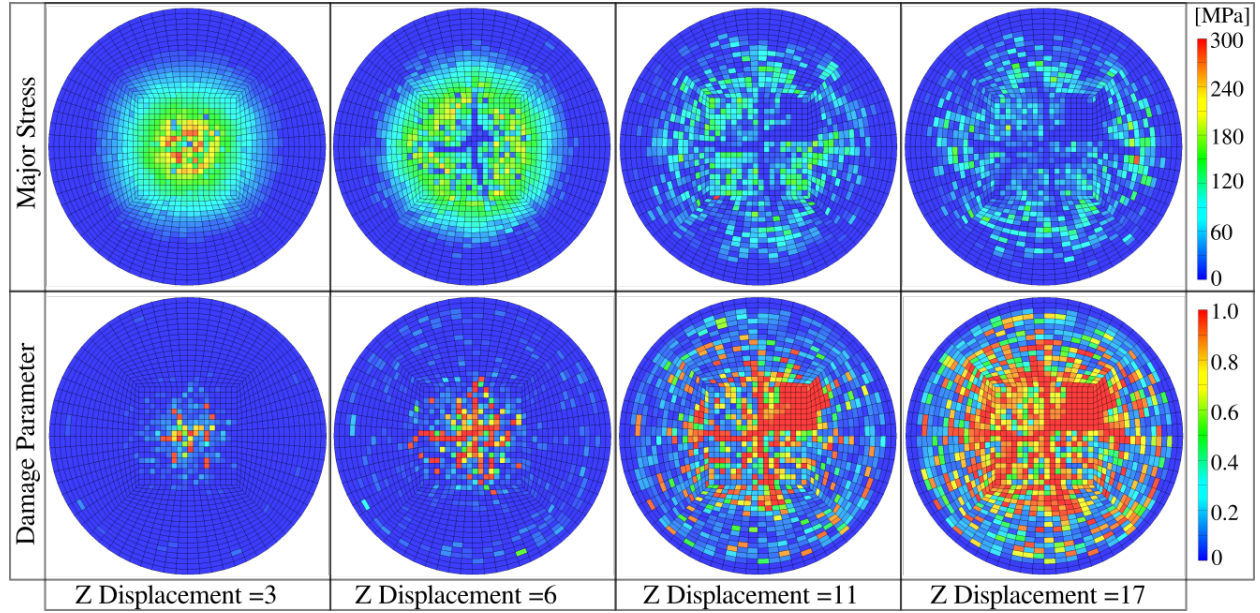 [MPa]
Major Stress
300
240
180
120
60
0
Damage Parameter
1.0
0.8
0.6
0.4
0.2
0
Z Displacement =3
Z Displacement =6
Z Displacement =11
Z Displacement =17